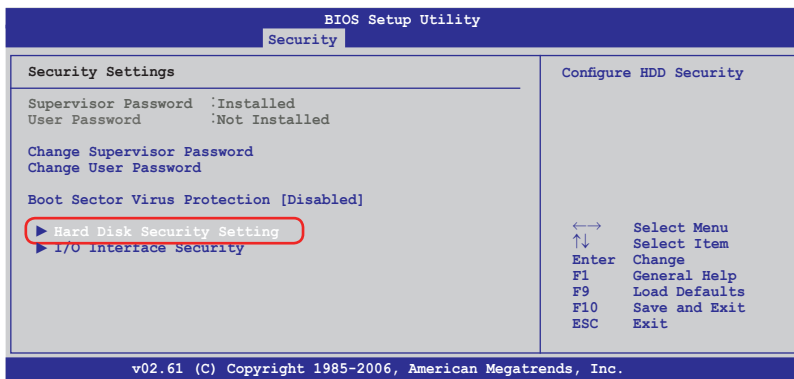 BIOS Setup Utility
Security
Security Settings
Supervisor Password :Installed
User Password :Not Installed
Change Supervisor Password
Change User Password
Boot Sector Virus Protection [Disabled]
▶ Hard Disk Security Setting
▶ I/O Interface Security
Configure HDD Security
←→ Select Menu
↑↓ Select Item
Enter Change
F1 General Help
F9 Load Defaults
F10 Save and Exit
ESC Exit
v02.61 (C) Copyright 1985-2006, American Megatrends, Inc.